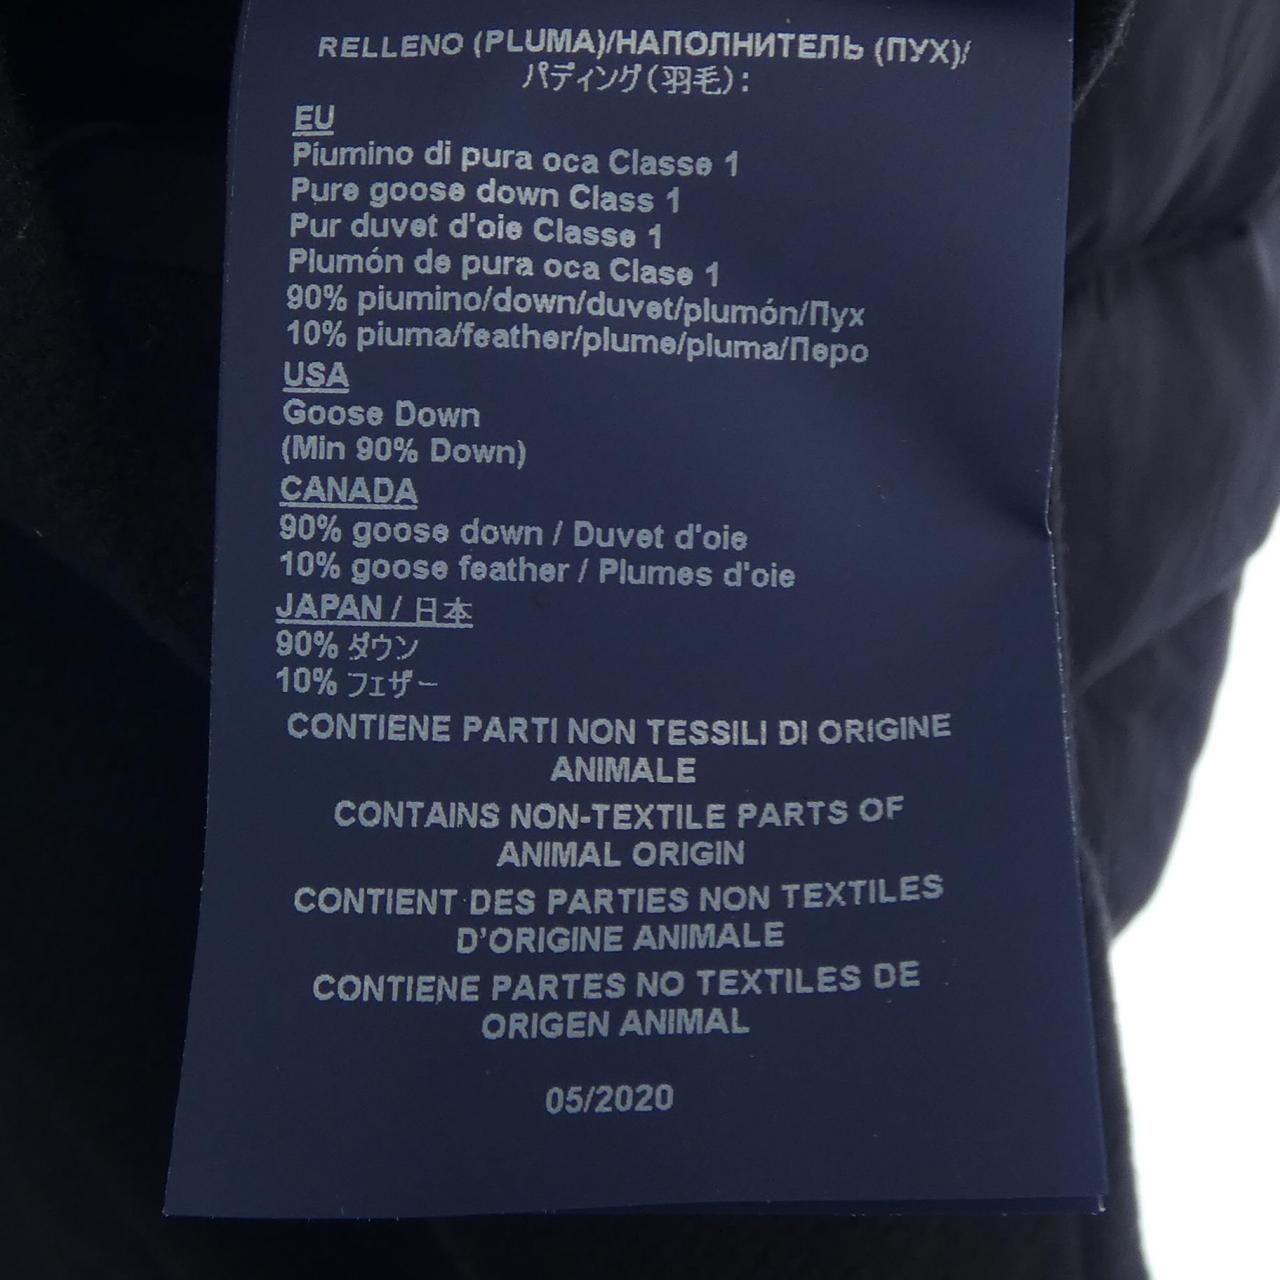 RELLENO (PLUMA)/НАПОЛНИТЕЛЬ (ПУХ)/
パディング(羽毛):
EU
Piumino di pura oca Classe 1
Pure goose down Class 1
Pur duvet d'oie Classe 1
Plumón de pura oca Clase 1
90% piumino/down/duvet/plumón/Пух
10% piuma/feather/plume/pluma/Перо
USA
Goose Down
(Min 90% Down)
CANADA
90% goose down / Duvet d'oie
10% goose feather / Plumes d'oie
JAPAN / 日本
90% ダウン
10% フェザー
CONTIENE PARTI NON TESSILI DI ORIGINE
ANIMALE
CONTAINS NON-TEXTILE PARTS OF
ANIMAL ORIGIN
CONTIENT DES PARTIES NON TEXTILES
D'ORIGINE ANIMALE
CONTIENE PARTES NO TEXTILES DE
ORIGEN ANIMAL
05/2020